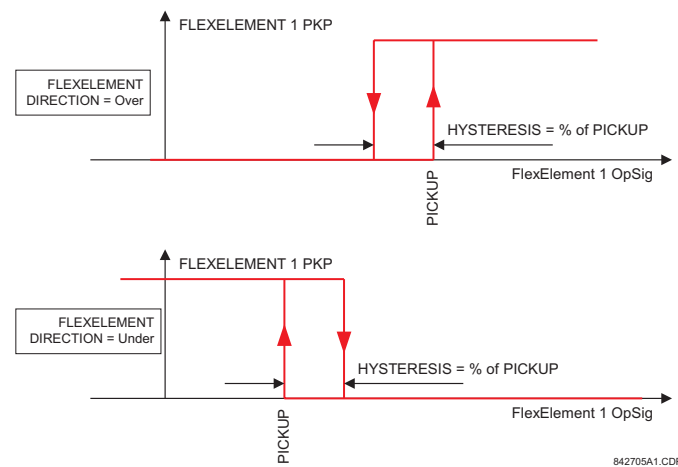 FLEXELEMENT 1 PKP
FLEXELEMENT
DIRECTION = Over
HYSTERESIS = % of PICKUP
FlexElement 1 OpSig
PICKUP
FLEXELEMENT 1 PKP
FLEXELEMENT
DIRECTION = Under
HYSTERESIS = % of PICKUP
FlexElement 1 OpSig
PICKUP
842705A1.CDR